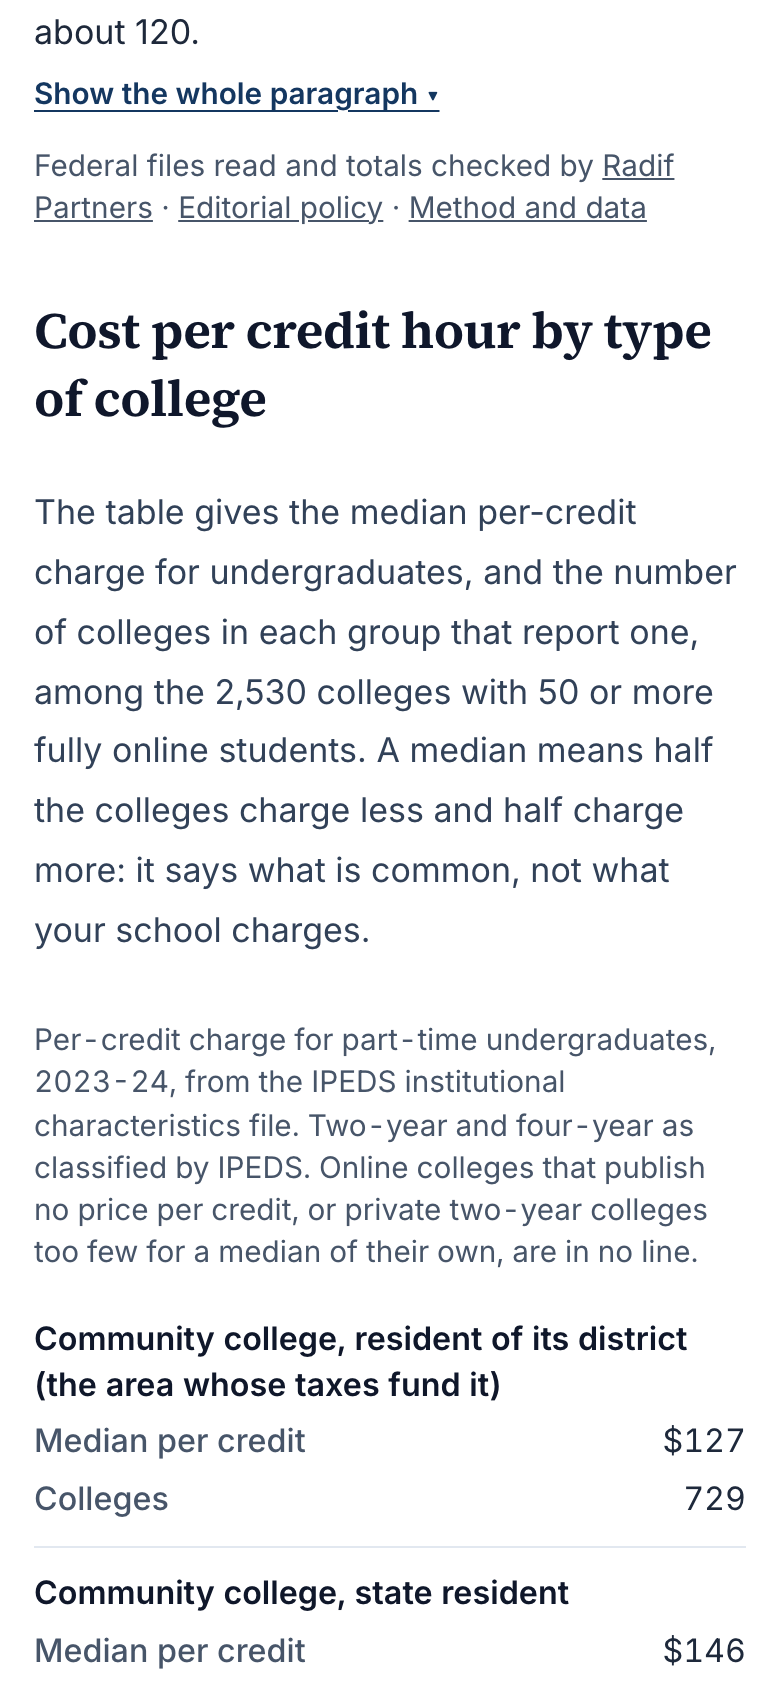 about 120.
Show the whole paragraph ▾
Federal files read and totals checked by Radif
Partners · Editorial policy · Method and data
Cost per credit hour by type
of college
The table gives the median per-credit
charge for undergraduates, and the number
of colleges in each group that report one,
among the 2,530 colleges with 50 or more
fully online students. A median means half
the colleges charge less and half charge
more: it says what is common, not what
your school charges.
Per-credit charge for part-time undergraduates,
2023-24, from the IPEDS institutional
characteristics file. Two-year and four-year as
classified by IPEDS. Online colleges that publish
no price per credit, or private two-year colleges
too few for a median of their own, are in no line.
Community college, resident of its district
(the area whose taxes fund it)
Median per credit $127
Colleges 729
Community college, state resident
Median per credit $146